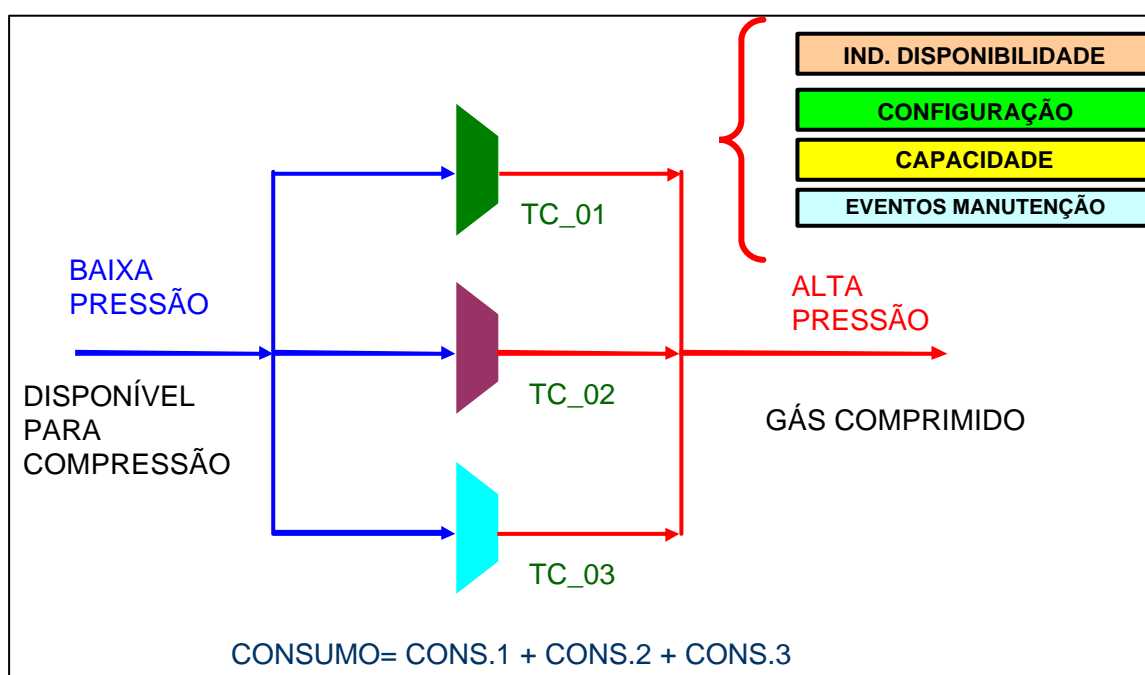 IND. DISPONIBILIDADE
CONFIGURAÇÃO
CAPACIDADE
EVENTOS MANUTENÇÃO
TC_01
BAIXA
PRESSÃO
ALTA
PRESSÃO
DISPONÍVEL
PARA
COMPRESSÃO
TC_02
GÁS COMPRIMIDO
TC_03
CONSUMO= CONS.1 + CONS.2 + CONS.3